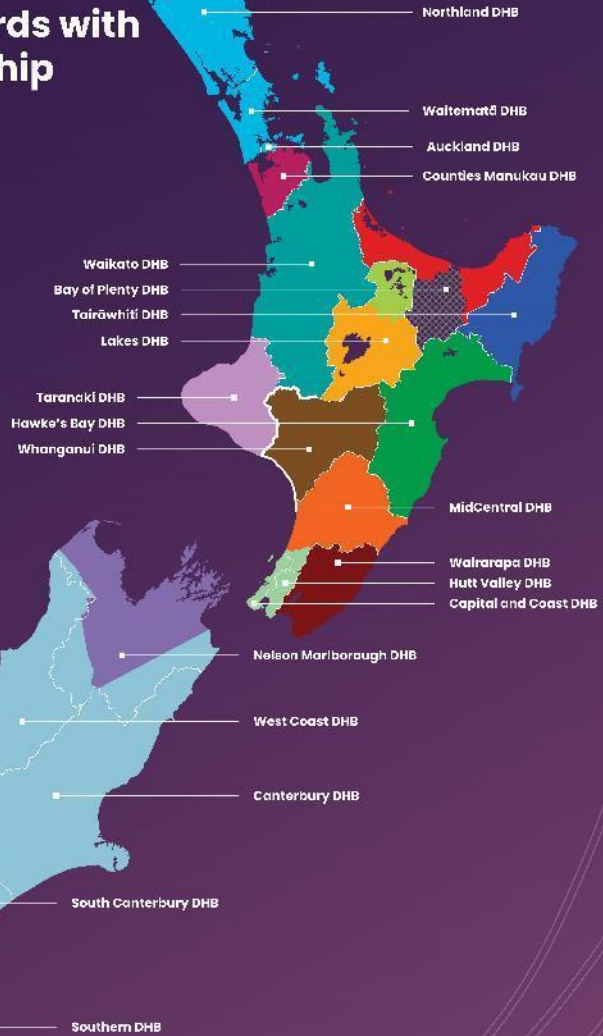 rds with
hip
Northland DHB
Waitematā DHB
Auckland DHB
Counties Manukau DHB
Waikato DHB
Bay of Plenty DHB
Tairāwhiti DHB
Lakes DHB
Taranaki DHB
Hawke's Bay DHB
Whanganui DHB
MidCentral DHB
Wairarapa DHB
Hutt Valley DHB
Capital and Coast DHB
Nelson Marlborough DHB
West Coast DHB
Canterbury DHB
South Canterbury DHB
Southern DHB